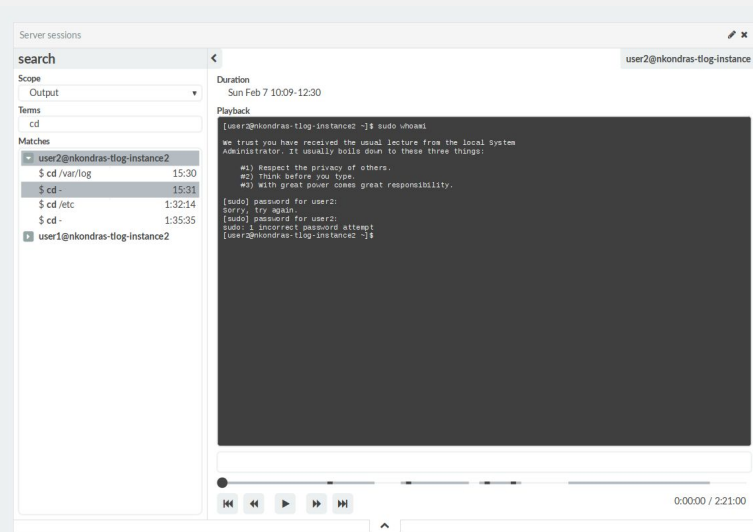 Server sessions
search
user2@nkondras-tlog-instance
Scope
Output
Terms
cd
Matches
user2@nkondras-tlog-instance2
$ cd /var/log 15:30
$ cd - 15:31
$ cd /etc 1:32:14
$ cd - 1:35:35
user1@nkondras-tlog-instance2
Duration
Sun Feb 7 10:09-12:30
Playback
[user2@nkondras-tlog-instance2 ~]$ sudo whoami
We trust you have received the usual lecture from the local System
Administrator. It usually boils down to these three things:
#1) Respect the privacy of others.
#2) Think before you type.
#3) With great power comes great responsibility.
[sudo] password for user2:
Sorry, try again.
[sudo] password for user2:
sudo: 1 incorrect password attempt
[user2@nkondras-tlog-instance2 ~]$
0:00:00 / 2:21:00